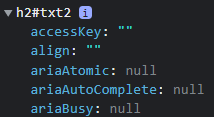 h2#txt2 i
accessKey: ""
align: ""
ariaAtomic: null
ariaAutoComplete: null
ariaBusy: null